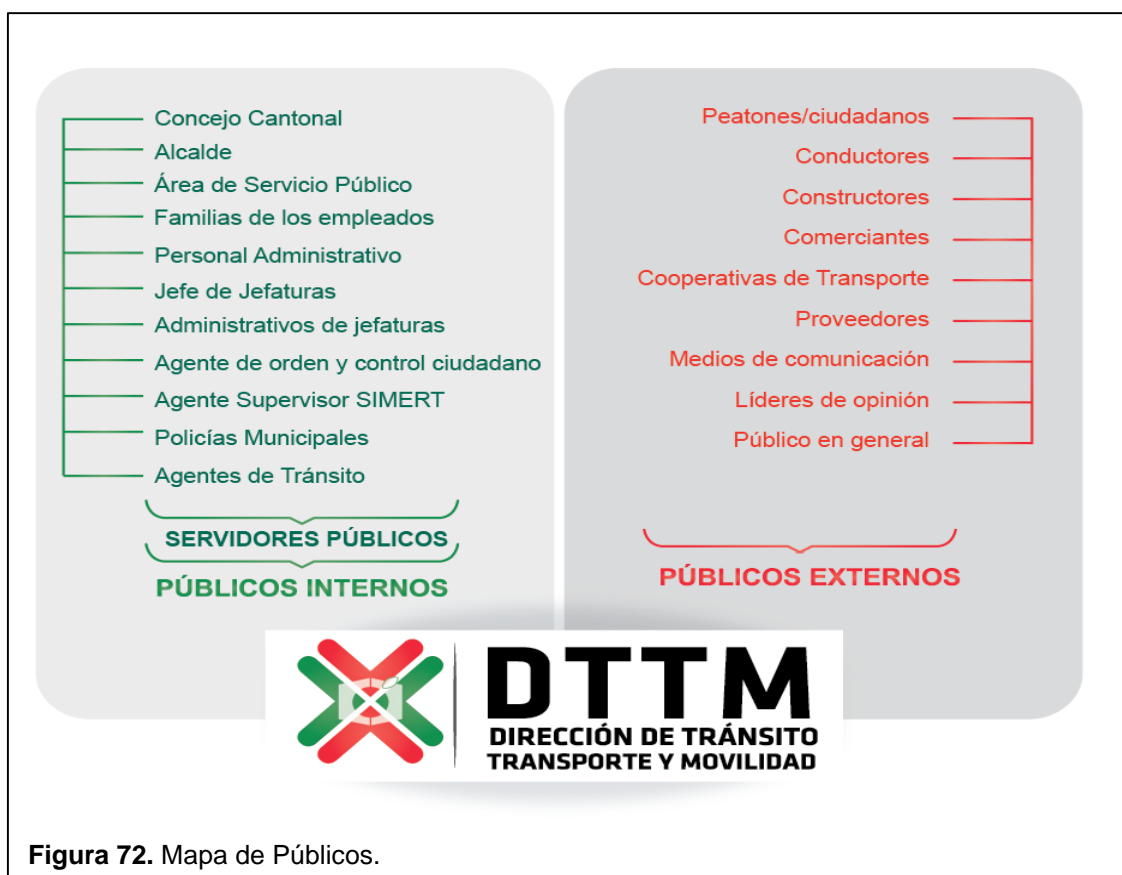 Concejo Cantonal
Alcalde
Área de Servicio Público
Familias de los empleados
Personal Administrativo
Jefe de Jefaturas
Administrativos de jefaturas
Agente de orden y control ciudadano
Agente Supervisor SIMERT
Policías Municipales
Agentes de Tránsito
SERVIDORES PÚBLICOS
PÚBLICOS INTERNOS
Peatones/ciudadanos
Conductores
Constructores
Comerciantes
Cooperativas de Transporte
Proveedores
Medios de comunicación
Líderes de opinión
Público en general
PÚBLICOS EXTERNOS
DTTM
DIRECCIÓN DE TRÁNSITO
TRANSPORTE Y MOVILIDAD
Figura 72. Mapa de Públicos.